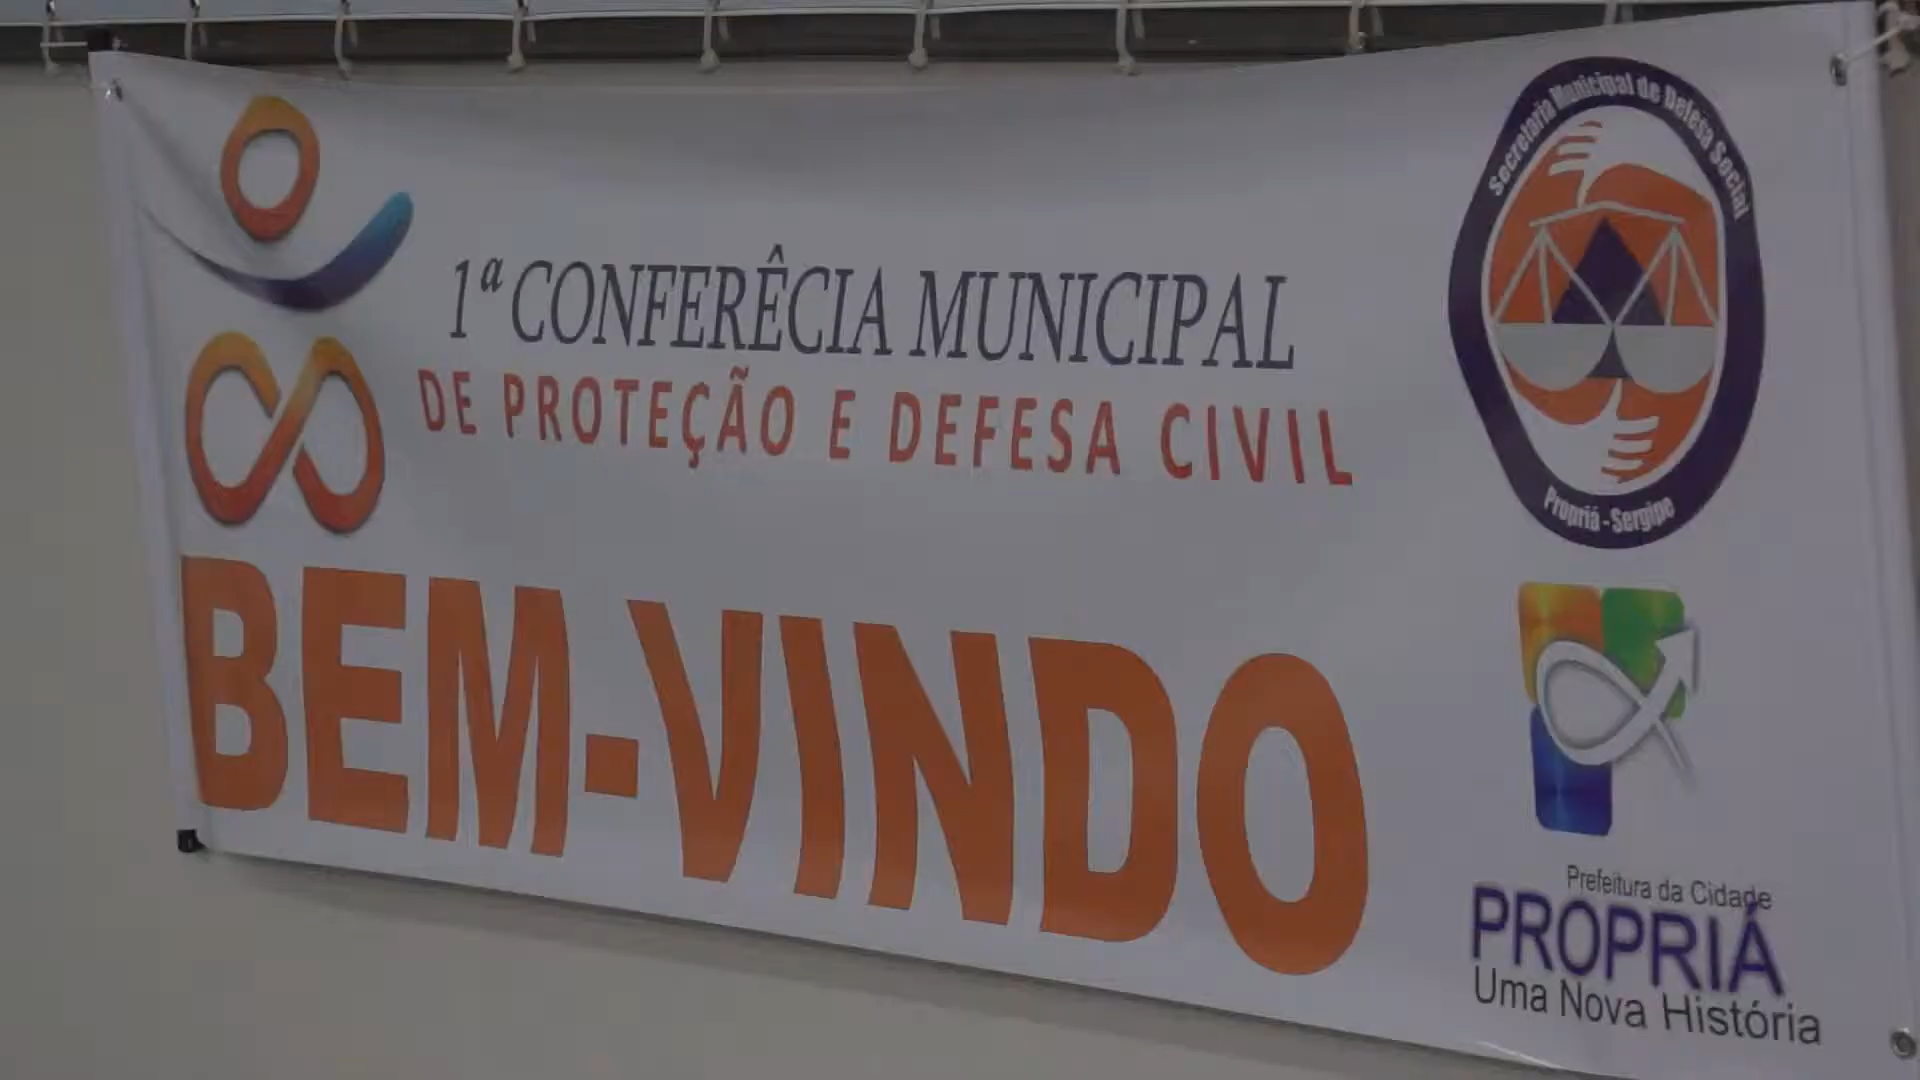 1ª CONFERÊCIA MUNICIPAL
DE PROTEÇÃO E DEFESA CIVIL
BEM-VINDO
Secretaria Municipal de Defesa Social
Propriá - Sergipe
Prefeitura da Cidade
PROPRIÁ
Uma Nova História